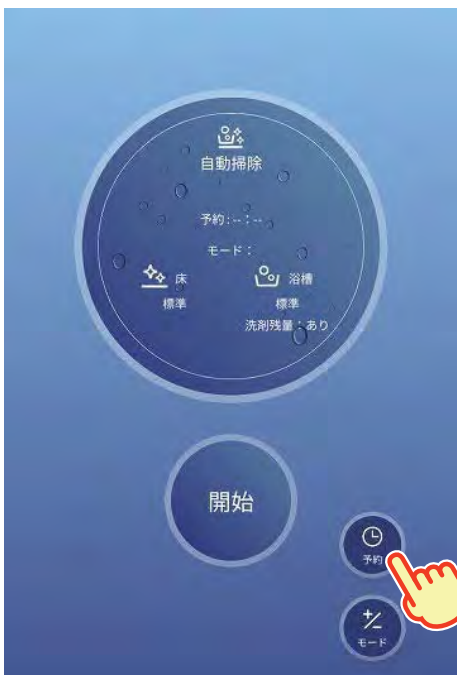 自動掃除
予約:--:--
モード:
床
標準
浴槽
標準
洗剤残量:あり
開始
予約
モード